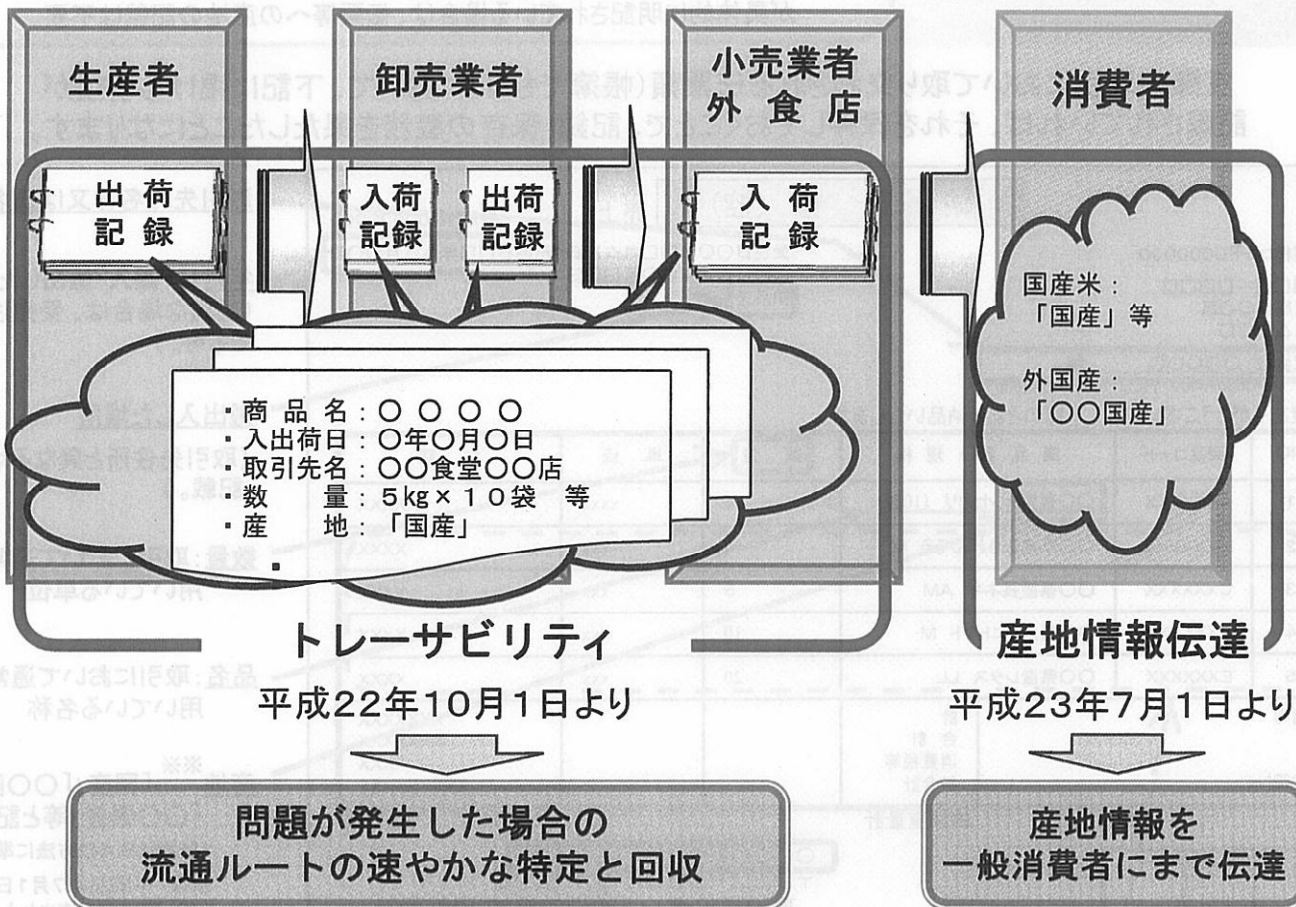 生産者
卸売業者
小売業者
外食店
消費者
出荷
記録
入荷
記録
出荷
記録
入荷
記録
・商品名：〇〇〇〇
・入出荷日：〇年〇月〇日
・取引先名：〇〇食堂〇〇店
・数量：５kg×１０袋 等
・産地：「国産」
・
国産米：
「国産」等
外国産：
「〇〇国産」
トレーサビリティ
平成22年10月1日より
産地情報伝達
平成23年7月1日より
問題が発生した場合の
流通ルートの速やかな特定と回収
産地情報を
一般消費者にまで伝達